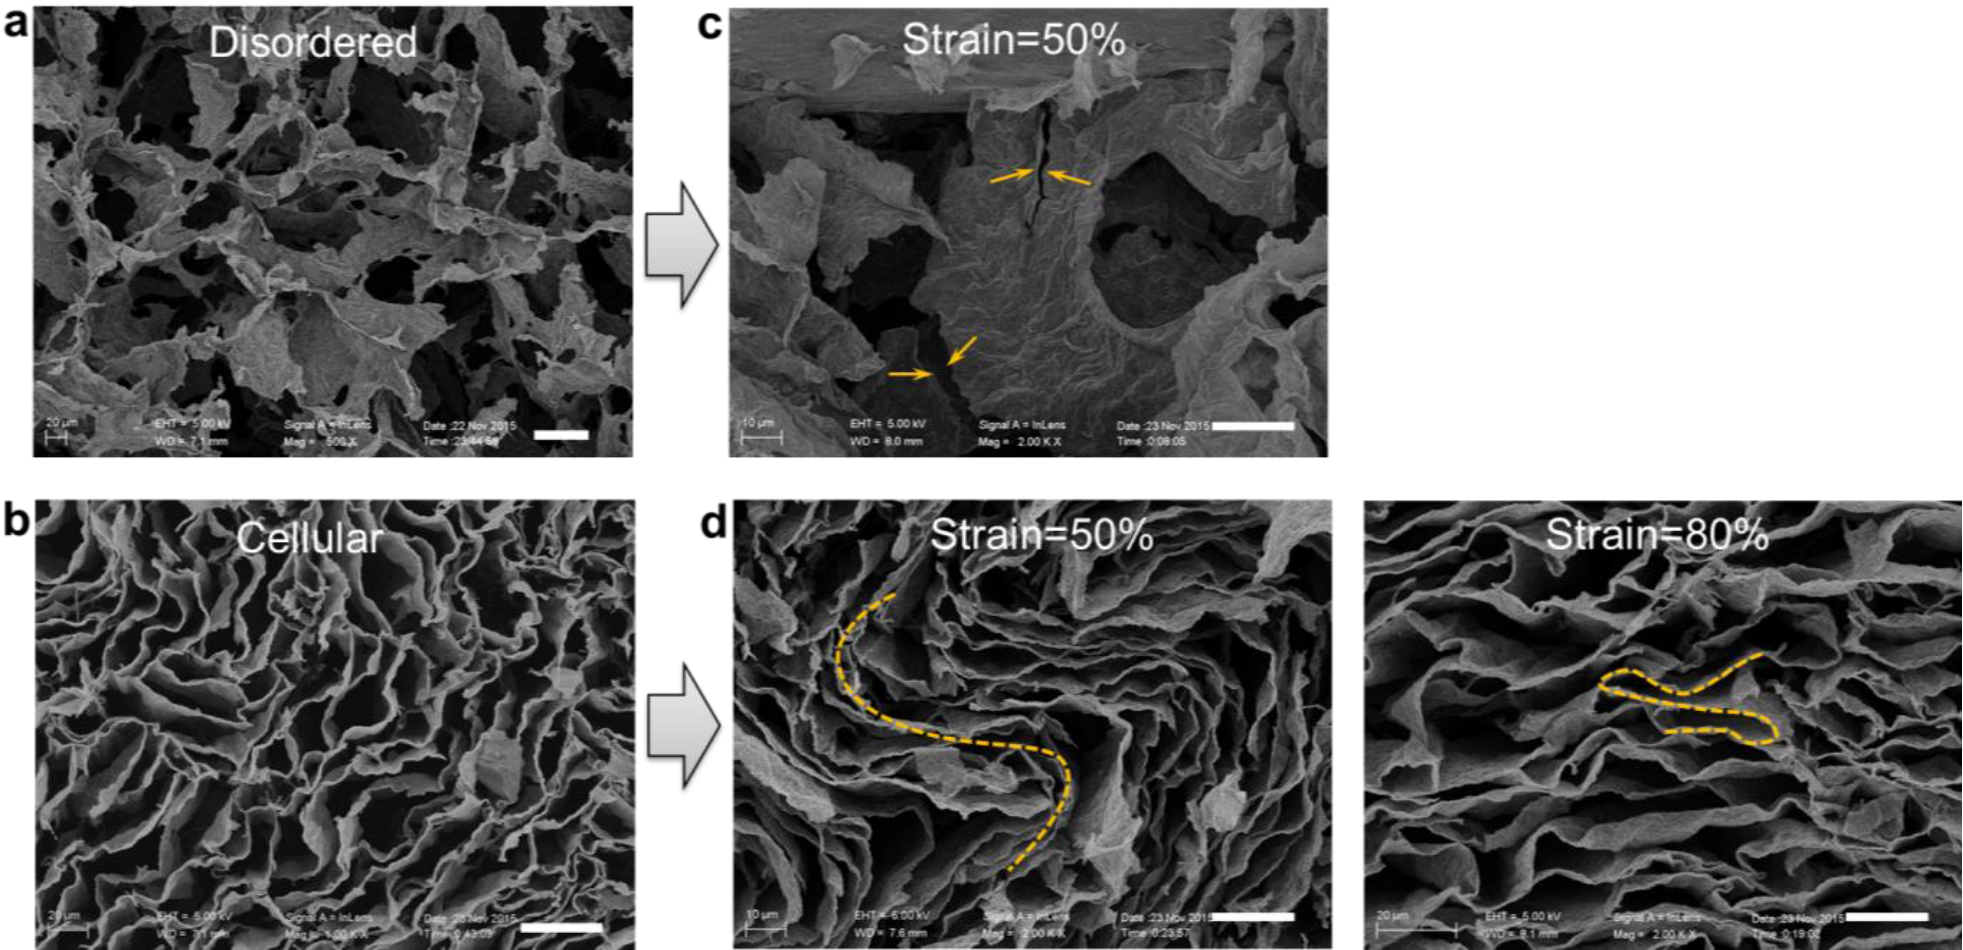 a
Disordered
20 µm
EHT = 5.00 kV
Signal A = InLens
Date :22 Nov 2015
WD = 7.1 mm
Mag = 500 X
Time :23:44:58
c
Strain=50%
10 µm
EHT = 5.00 kV
Signal A = InLens
Date :23 Nov 2015
WD = 8.0 mm
Mag = 2.00 K X
Time :0:08:05
b
Cellular
20 µm
EHT = 5.00 kV
Signal A = InLens
Date :23 Nov 2015
WD = 7.1 mm
Mag = 1.00 K X
Time :0:43:03
d
Strain=50%
10 µm
EHT = 5.00 kV
Signal A = InLens
Date :23 Nov 2015
WD = 7.6 mm
Mag = 2.00 K X
Time :0:23:57
Strain=80%
20 µm
EHT = 5.00 kV
Signal A = InLens
Date :23 Nov 2015
WD = 8.1 mm
Mag = 2.00 K X
Time :0:19:02